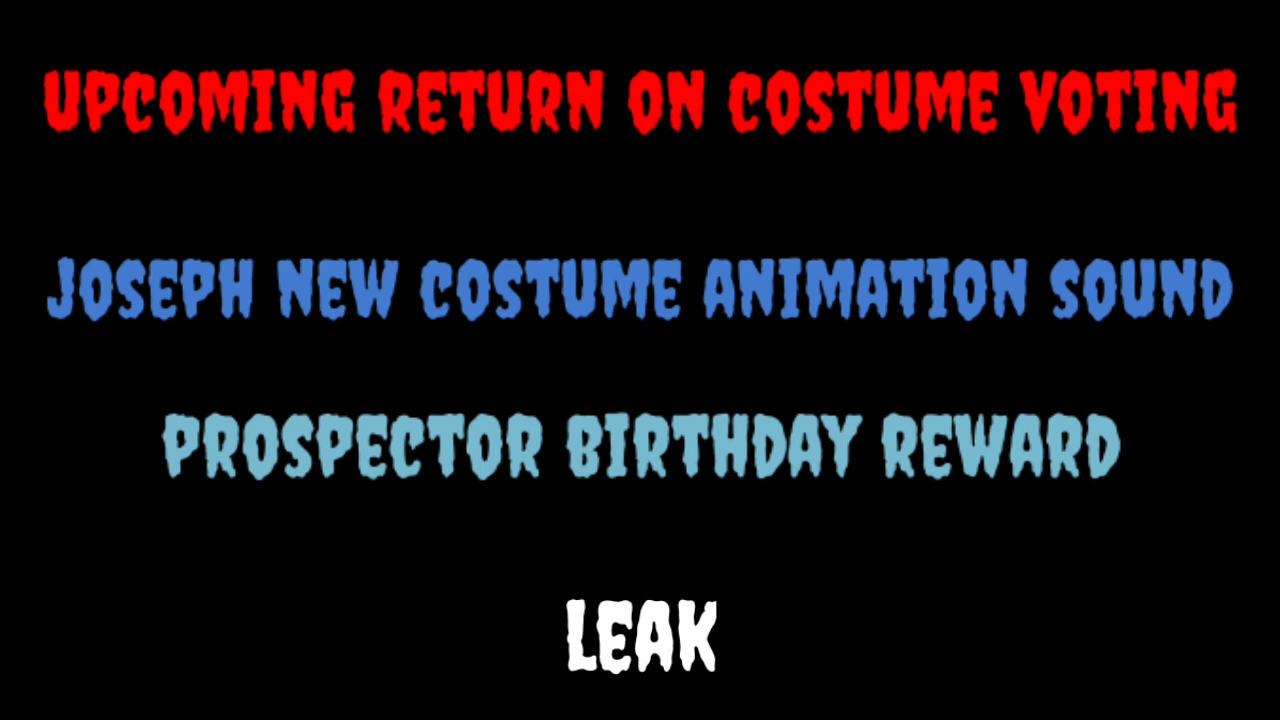 UPCOMING RETURN ON COSTUME VOTING
JOSEPH NEW COSTUME ANIMATION SOUND
PROSPECTOR BIRTHDAY REWARD
LEAK